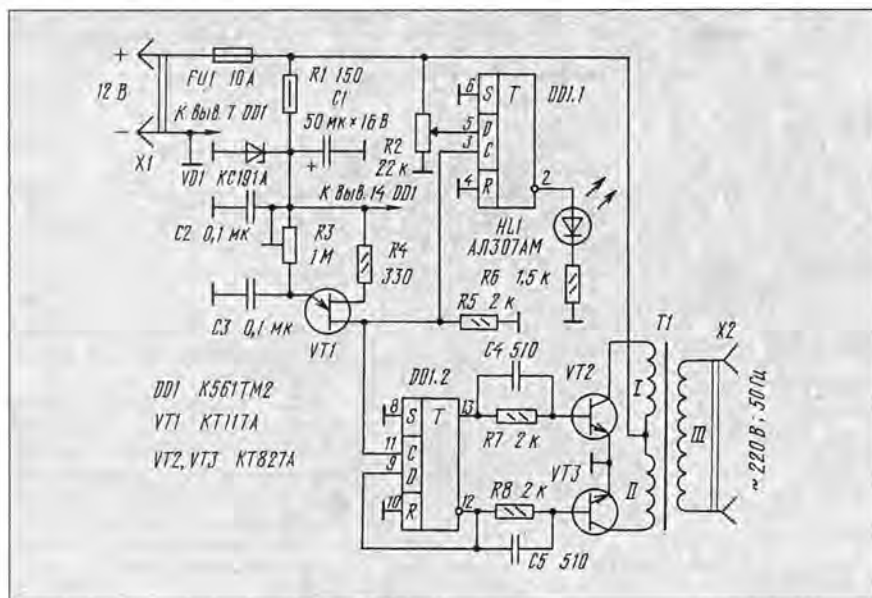 +
FU1 10 А
12 В
К выв. 7 DD1
−
X1
VD1 КС191А
R1 150
C1
50 мк × 16 В
+
R2
22 к
6
S
T
DD1.1
5
D
3
C
4
R
2
К выв. 14 DD1
C2 0,1 мк
R3
1 М
R4
330
HL1
АЛ307АМ
R6 1,5 к
C3 0,1 мк
VT1
R5 2 к
C4 510
VT2
T1
X2
DD1 К561ТМ2
VT1 КТ117А
VT2, VT3 КТ827А
DD1.2
8
S
T
13
11
C
9
D
10
R
12
R7 2 к
VT3
R8 2 к
C5 510
I
II
III
~ 220 В ; 50 Гц